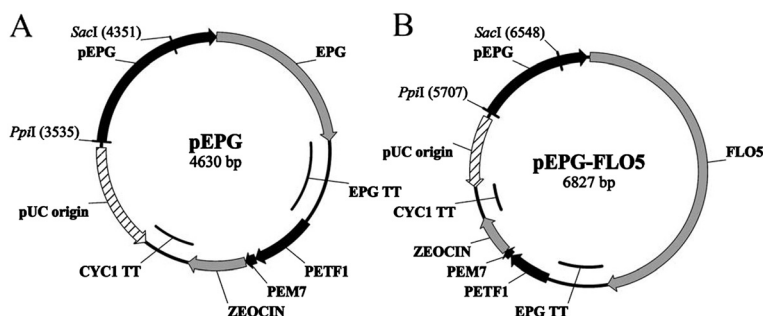 A
SacI (4351)
pEPG
EPG
PpiI (3535)
pEPG
4630 bp
EPG TT
pUC origin
CYC1 TT
PETF1
PEM7
ZEOCIN
B
SacI (6548)
pEPG
PpiI (5707)
pUC origin
pEPG-FLO5
6827 bp
FLO5
CYC1 TT
ZEOCIN
PEM7
PETF1
EPG TT